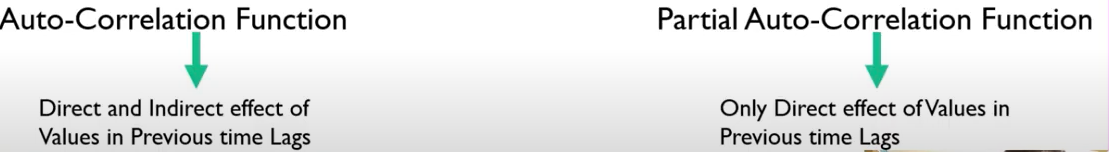 Auto-Correlation Function
Partial Auto-Correlation Function
Direct and Indirect effect of
Values in Previous time Lags
Only Direct effect of Values in
Previous time Lags